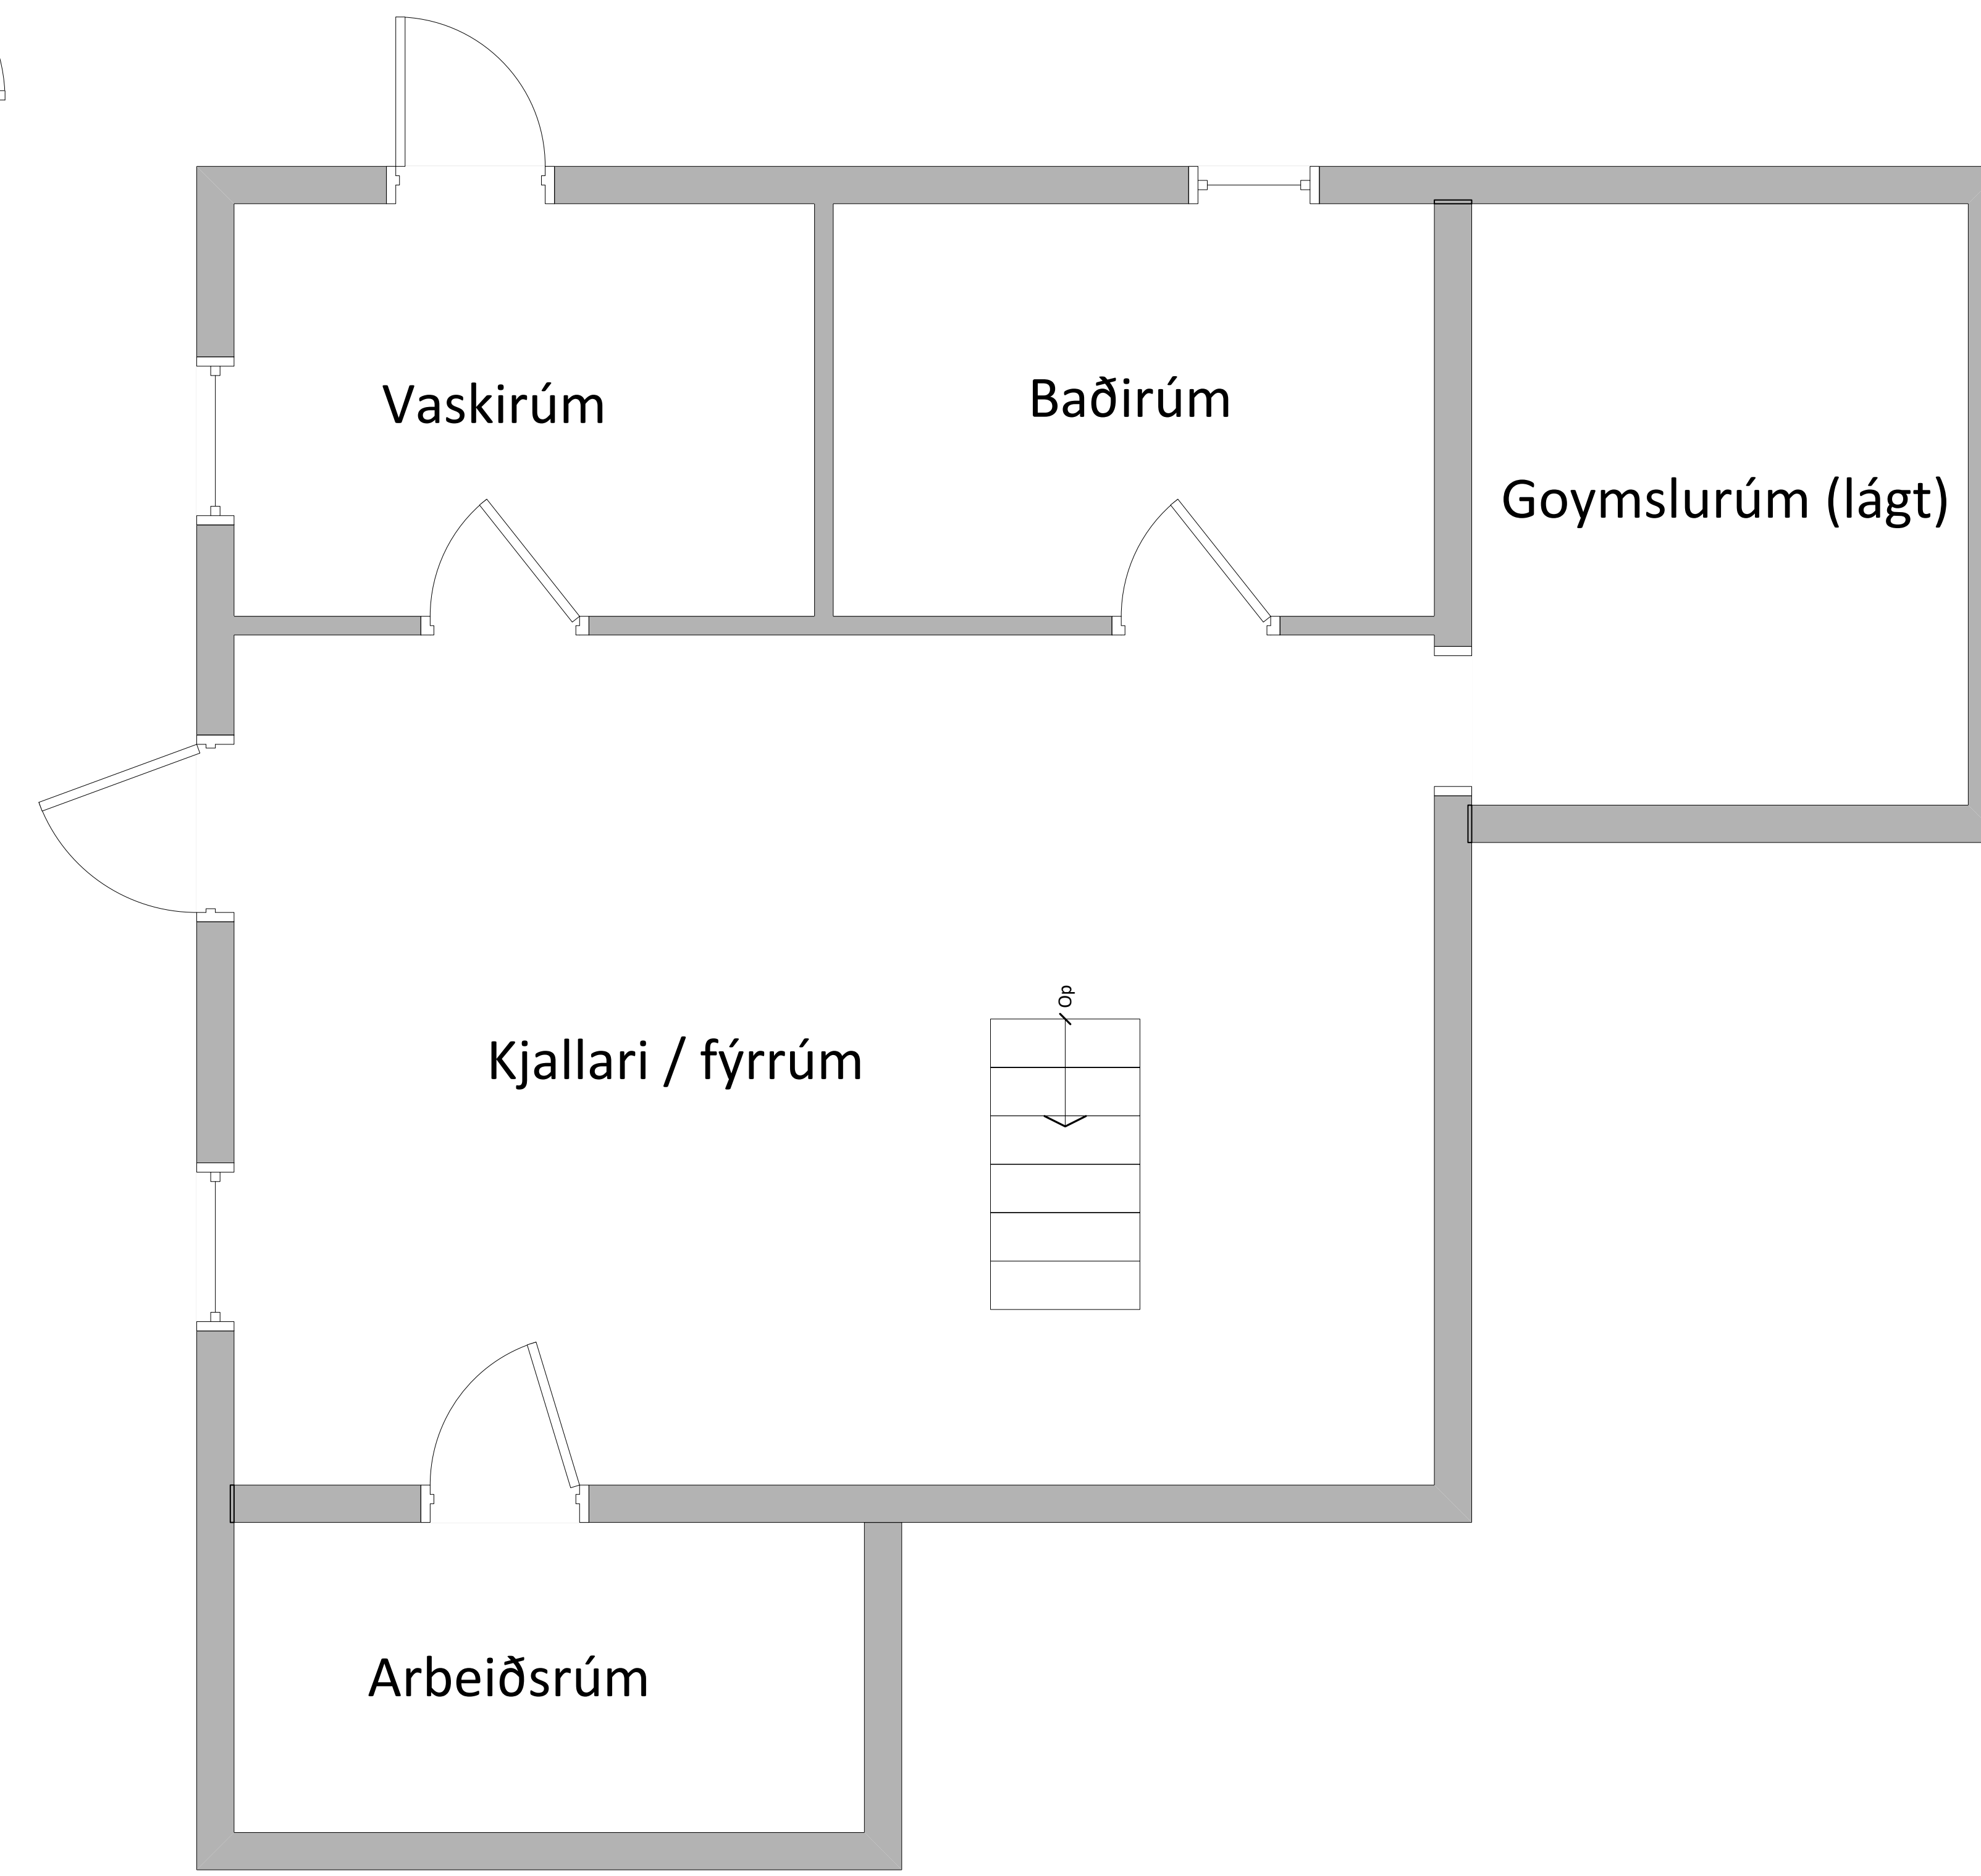 Vaskirúm
Baðirúm
Goymslurúm (lágt)
Kjallari / fýrrúm
Op
Arbeiðsrúm